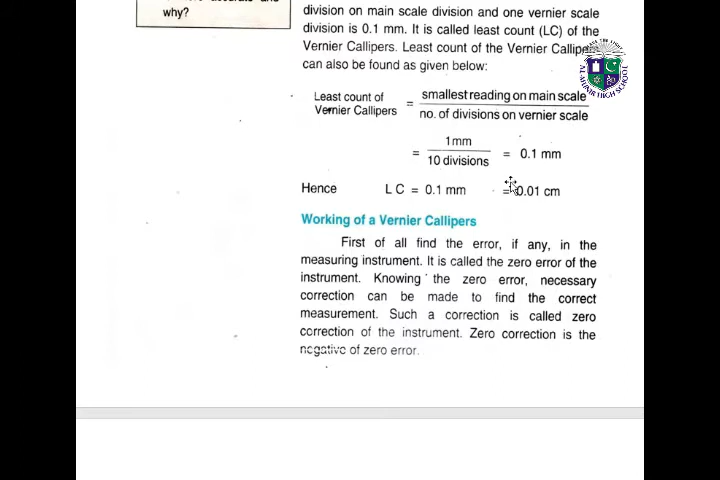 why?
division on main scale division and one vernier scale
division is 0.1 mm. It is called least count (LC) of the
Vernier Callipers. Least count of the Vernier Callipers
can also be found as given below:
Least count of
Vernier Callipers
= smallest reading on main scale
no. of divisions on vernier scale
= 1mm
10 divisions
= 0.1 mm
Hence L C = 0.1 mm = 0.01 cm
Working of a Vernier Callipers
First of all find the error, if any, in the
measuring instrument. It is called the zero error of the
instrument. Knowing the zero error, necessary
correction can be made to find the correct
measurement. Such a correction is called zero
correction of the instrument. Zero correction is the
negative of zero error.
HIGH SCHOOL